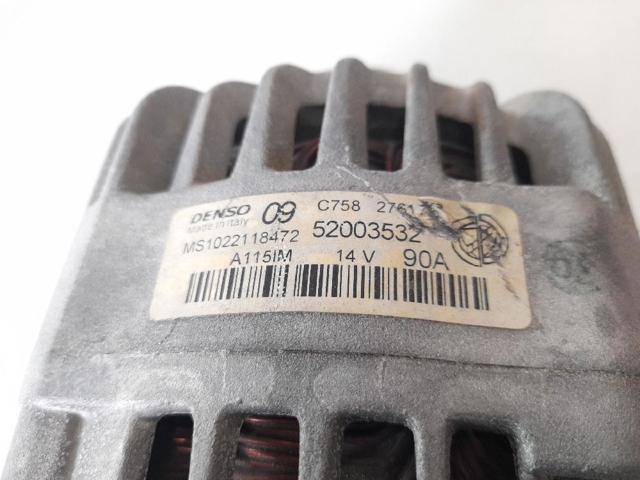 DENSO 09 C758
Made in Italy
MS1022118472 52003532
A115IM 14 V 90A